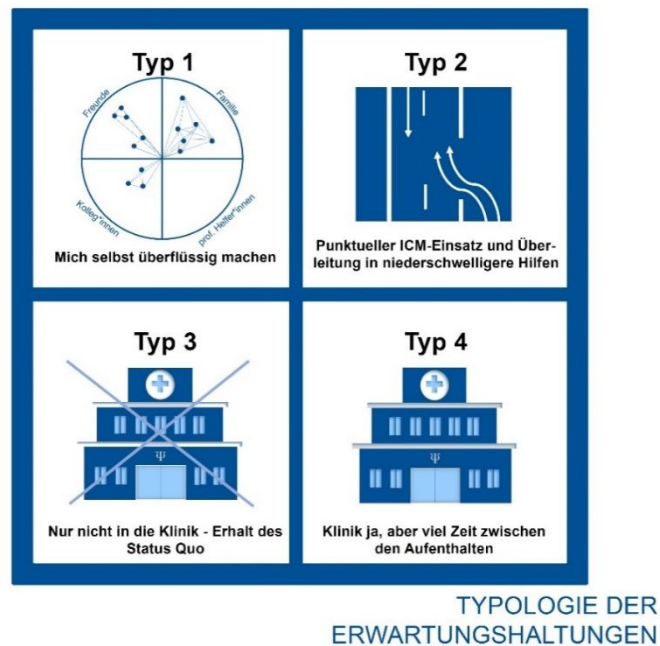 Typ 1
Freunde
Familie
Kolleg*innen
prof. Helfer*innen
Mich selbst überflüssig machen
Typ 2
Punktueller ICM-Einsatz und Über-
leitung in niederschwelligere Hilfen
Typ 3
Ψ
Nur nicht in die Klinik - Erhalt des
Status Quo
Typ 4
Ψ
Klinik ja, aber viel Zeit zwischen
den Aufenthalten
TYPOLOGIE DER
ERWARTUNGSHALTUNGEN